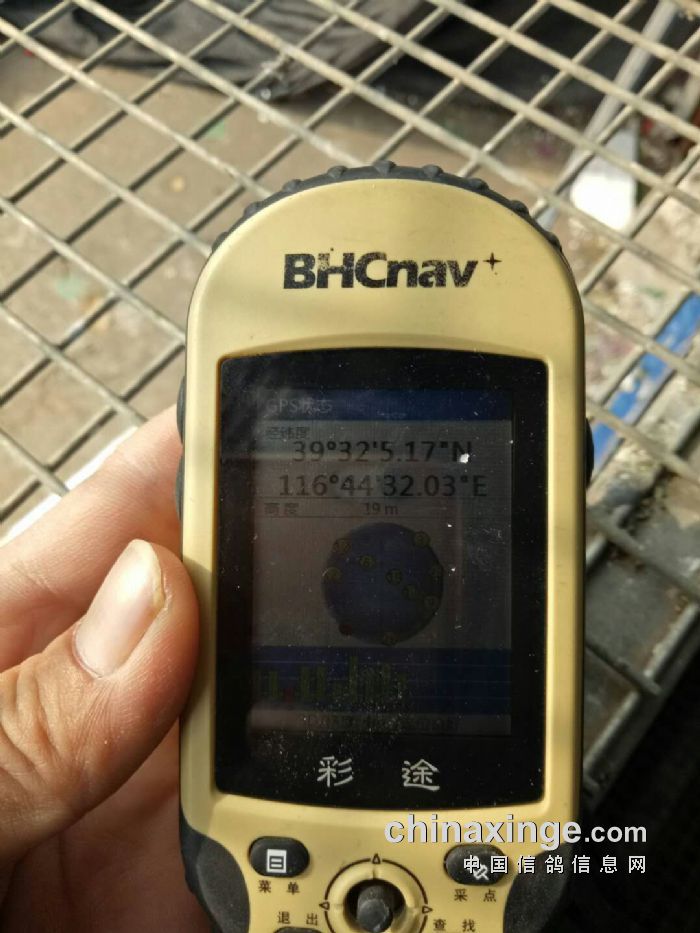 BHCnav+
GPS状态
经纬度
39°32'5.17"N
116°44'32.03"E
高度 39 m
彩 途
chinaxinge.com
中国信鸽信息网
菜 单
采 点
退 出
查 找